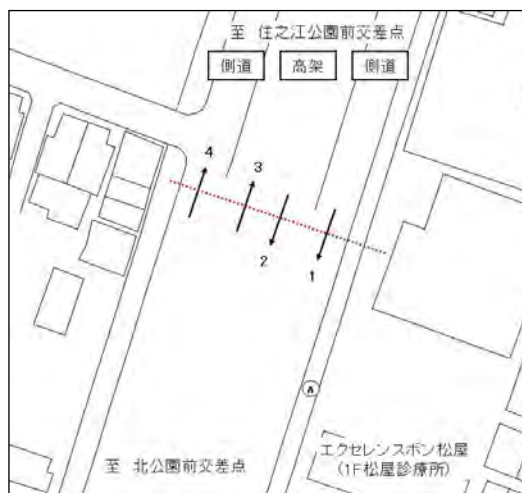 至 住之江公園前交差点
側道 高架 側道
4
3
2
1
A
エクセレンスボン松屋
(1F松屋診療所)
至 北公園前交差点